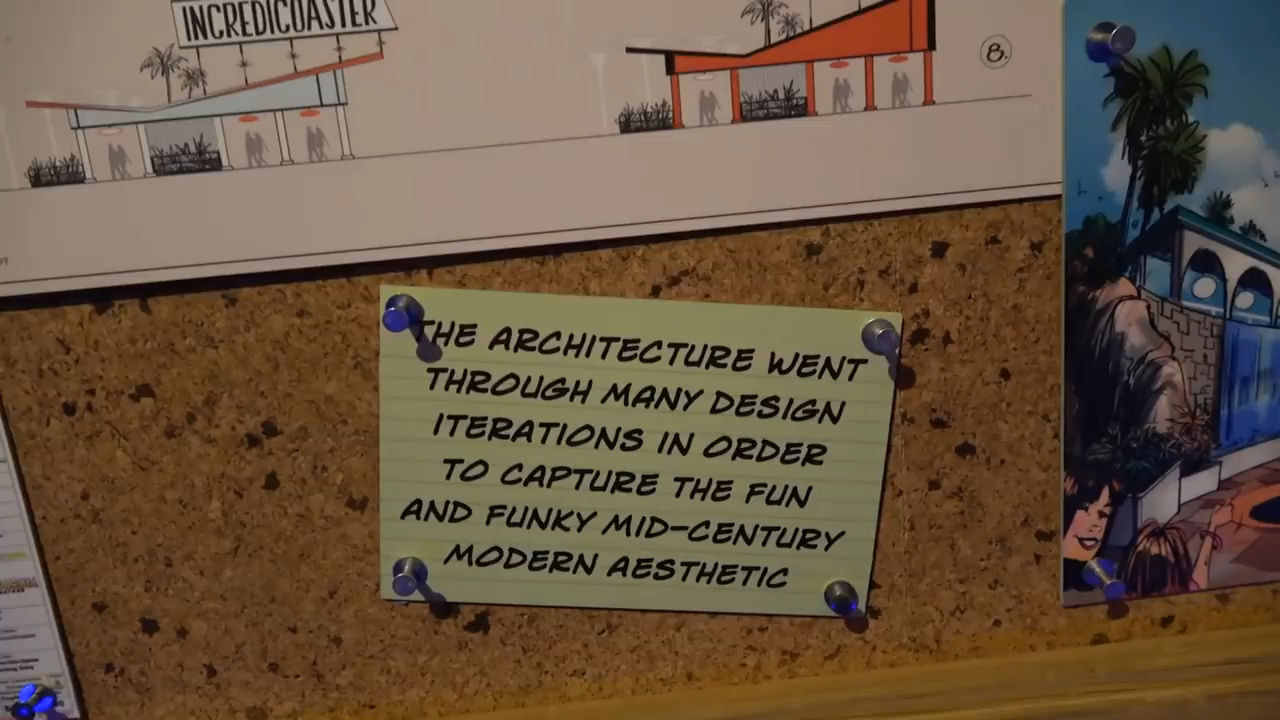 INCREDICOASTER
8.
THE ARCHITECTURE WENT
THROUGH MANY DESIGN
ITERATIONS IN ORDER
TO CAPTURE THE FUN
AND FUNKY MID-CENTURY
MODERN AESTHETIC